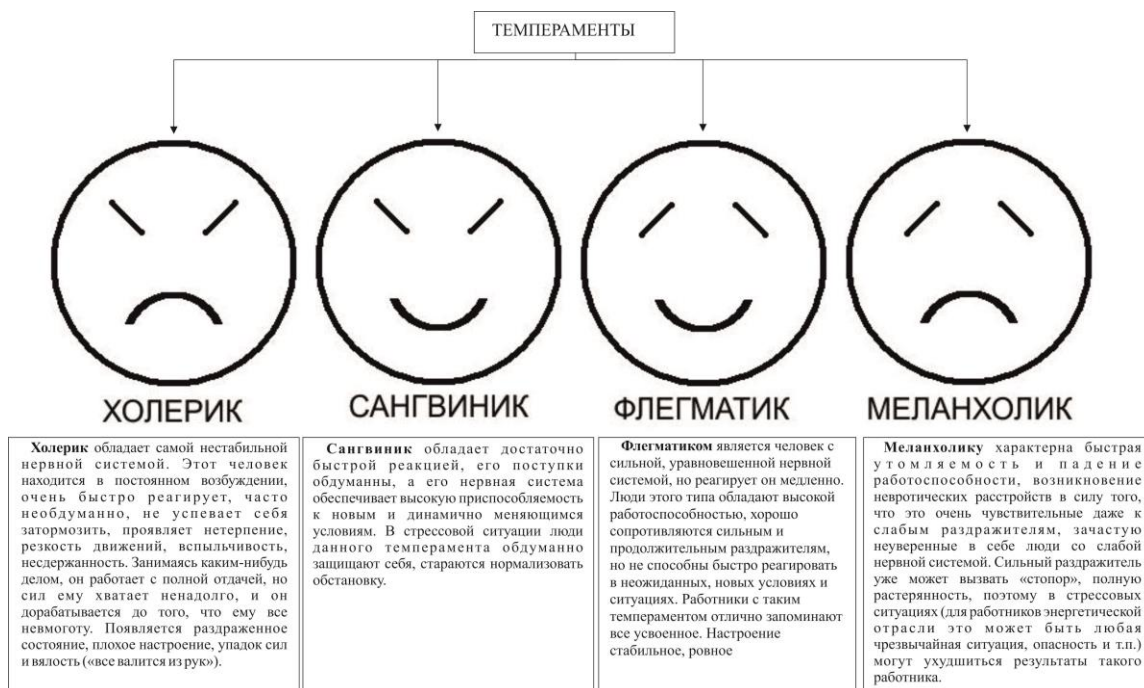 ТЕМПЕРАМЕНТЫ
ХОЛЕРИК
САНГВИНИК
ФЛЕГМАТИК
МЕЛАНХОЛИК
Холерик обладает самой нестабильной
нервной системой. Этот человек
находится в постоянном возбуждении,
очень быстро реагирует, часто
необдуманно, не успевает себя
затормозить, проявляет нетерпение,
резкость движений, вспыльчивость,
несдержанность. Занимаясь каким-нибудь
делом, он работает с полной отдачей, но
сил ему хватает ненадолго, и он
дорабатывается до того, что ему все
невмоготу. Появляется раздраженное
состояние, плохое настроение, упадок сил
и вялость («все валится из рук»).
Сангвиник обладает достаточно
быстрой реакцией, его поступки
обдуманны, а его нервная система
обеспечивает высокую приспособляемость
к новым и динамично меняющимся
условиям. В стрессовой ситуации люди
данного темперамента обдуманно
защищают себя, стараются нормализовать
обстановку.
Флегматиком является человек с
сильной, уравновешенной нервной
системой, но реагирует он медленно.
Люди этого типа обладают высокой
работоспособностью, хорошо
сопротивляются сильным и
продолжительным раздражителям,
но не способны быстро реагировать
в неожиданных, новых условиях и
ситуациях. Работники с таким
темпераментом отлично запоминают
все усвоенное. Настроение
стабильное, ровное
Меланхолику характерна быстрая
утомляемость и падение
работоспособности, возникновение
невротических расстройств в силу того,
что это очень чувствительные даже к
слабым раздражителям, зачастую
неуверенные в себе люди со слабой
нервной системой. Сильный раздражитель
уже может вызвать «стопор», полную
растерянность, поэтому в стрессовых
ситуациях (для работников энергетической
отрасли это может быть любая
чрезвычайная ситуация, опасность и т.п.)
могут ухудшиться результаты такого
работника.